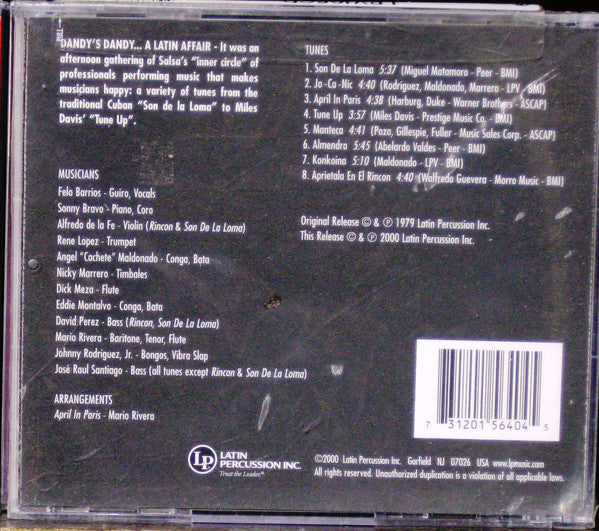 DANDY'S DANDY... A LATIN AFFAIR - It was an
afternoon gathering of Salsa's "inner circle" of
professionals performing music that makes
musicians happy: a variety of tunes from the
traditional Cuban "Son de la Loma" to Miles
Davis' "Tune Up".
MUSICIANS
Felo Barrios - Guiro, Vocals
Sonny Bravo - Piano, Coro
Alfredo de la Fe - Violin (Rincon & Son De La Loma)
Rene Lopez - Trumpet
Angel "Cachete" Maldonado - Conga, Bata
Nicky Marrero - Timbales
Dick Meza - Flute
Eddie Montalvo - Conga, Bata
David Perez - Bass (Rincon, Son De La Loma)
Mario Rivera - Baritone, Tenor, Flute
Johnny Rodriguez, Jr. - Bongos, Vibra Slap
José Raul Santiago - Bass (all tunes except Rincon & Son De La Loma)
ARRANGEMENTS
April In Paris - Mario Rivera
TUNES
1. Son De La Loma 5:37 (Miguel Matamoro - Peer - BMI)
2. Jo-Ca-Nic 4:40 (Rodriguez, Maldonado, Marrero - LPV - BMI)
3. April In Paris 4:38 (Harburg, Duke - Warner Brothers - ASCAP)
4. Tune Up 3:57 (Miles Davis - Prestige Music Co. - BMI)
5. Manteca 4:41 (Pozo, Gillespie, Fuller - Music Sales Corp. - ASCAP)
6. Almendra 5:45 (Abelardo Valdes - Peer - BMI)
7. Konkaina 5:10 (Maldonado - LPV - BMI)
8. Aprietala En El Rincon 4:40 (Walfredo Guevera - Morro Music - BMI)
Original Release © & ℗ 1979 Latin Percussion Inc.
This Release © & ℗ 2000 Latin Percussion Inc.
7 31201 56404 5
LP LATIN
PERCUSSION INC.
Trust the Leader®
©2000 Latin Percussion Inc. Garfield NJ 07026 USA www.lpmusic.com
All rights reserved. Unauthorized duplication is a violation of all applicable laws.